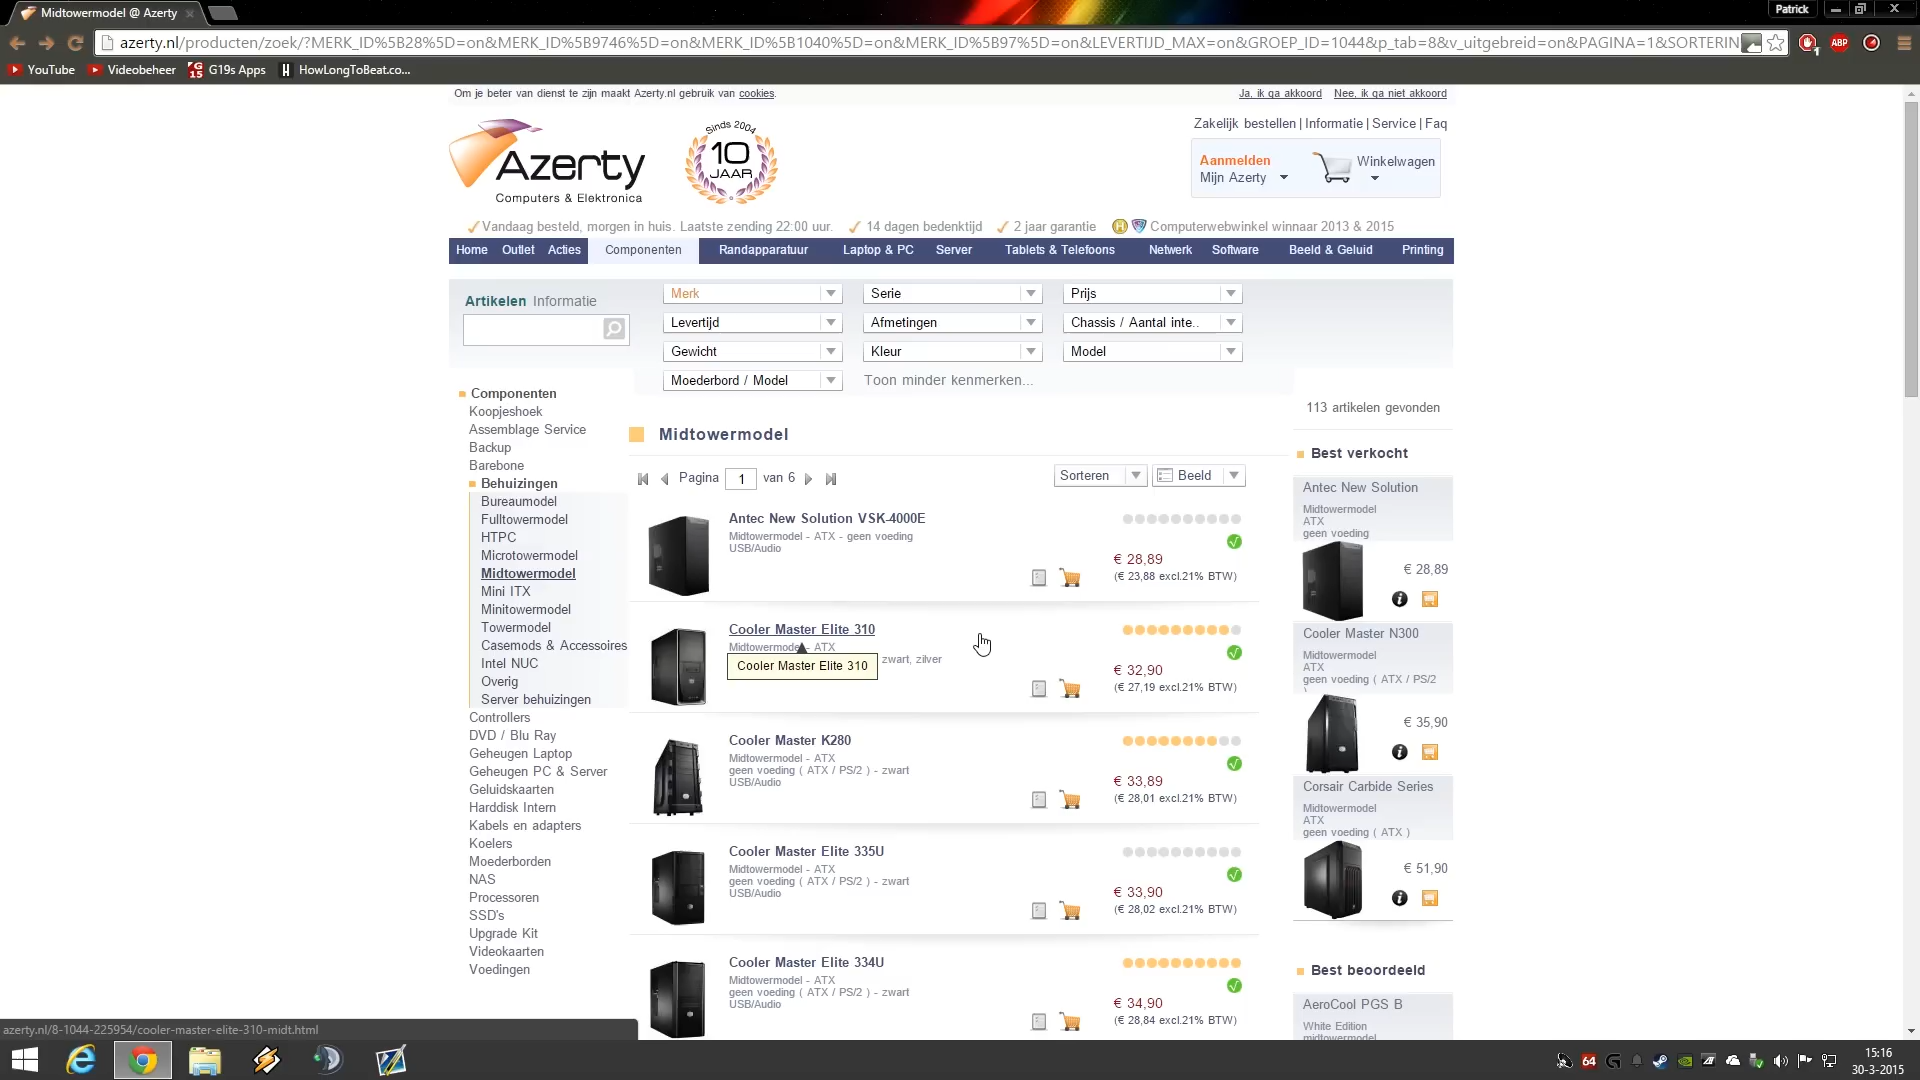 Midtowermodel @ Azerty
Patrick
azerty.nl/producten/zoek/?MERK_ID%5B28%5D=on&MERK_ID%5B9746%5D=on&MERK_ID%5B1040%5D=on&MERK_ID%5B97%5D=on&LEVERTIJD_MAX=on&GROEP_ID=1044&p_tab=8&v_uitgebreid=on&PAGINA=1&SORTERIN
1 ABP
YouTube Videobeheer G 15 G19s Apps H HowLongToBeat.co...
Om je beter van dienst te zijn maakt Azerty.nl gebruik van cookies. Ja, ik ga akkoord Nee, ik ga niet akkoord
Zakelijk bestellen | Informatie | Service | Faq
Azerty
Computers & Elektronica
Sinds 2004
10
JAAR
Aanmelden
Mijn Azerty
Winkelwagen
Vandaag besteld, morgen in huis. Laatste zending 22:00 uur. 14 dagen bedenktijd 2 jaar garantie Computerwebwinkel winnaar 2013 & 2015
Home Outlet Acties Componenten Randapparatuur Laptop & PC Server Tablets & Telefoons Netwerk Software Beeld & Geluid Printing
Artikelen Informatie
Merk Serie Prijs
Levertijd Afmetingen Chassis / Aantal inte..
Gewicht Kleur Model
Moederbord / Model Toon minder kenmerken...
Componenten
Koopjeshoek
Assemblage Service
Backup
Barebone
Behuizingen
Bureaumodel
Fulltowermodel
HTPC
Microtowermodel
Midtowermodel
Mini ITX
Minitowermodel
Towermodel
Casemods & Accessoires
Intel NUC
Overig
Server behuizingen
Controllers
DVD / Blu Ray
Geheugen Laptop
Geheugen PC & Server
Geluidskaarten
Harddisk Intern
Kabels en adapters
Koelers
Moederborden
NAS
Processoren
SSD's
Upgrade Kit
Videokaarten
Voedingen
Midtowermodel
Pagina 1 van 6 Sorteren Beeld
Antec New Solution VSK-4000E
Midtowermodel - ATX - geen voeding
USB/Audio
€ 28,89
(€ 23,88 excl.21% BTW)
Cooler Master Elite 310
Midtowermodel - ATX
zwart, zilver
Cooler Master Elite 310
€ 32,90
(€ 27,19 excl.21% BTW)
Cooler Master K280
Midtowermodel - ATX
geen voeding ( ATX / PS/2 ) - zwart
USB/Audio
€ 33,89
(€ 28,01 excl.21% BTW)
Cooler Master Elite 335U
Midtowermodel - ATX
geen voeding ( ATX / PS/2 ) - zwart
USB/Audio
€ 33,90
(€ 28,02 excl.21% BTW)
Cooler Master Elite 334U
Midtowermodel - ATX
geen voeding ( ATX / PS/2 ) - zwart
USB/Audio
€ 34,90
(€ 28,84 excl.21% BTW)
113 artikelen gevonden
Best verkocht
Antec New Solution
Midtowermodel
ATX
geen voeding
€ 28,89
Cooler Master N300
Midtowermodel
ATX
geen voeding ( ATX / PS/2
)
€ 35,90
Corsair Carbide Series
Midtowermodel
ATX
geen voeding ( ATX )
€ 51,90
Best beoordeeld
AeroCool PGS B
White Edition
midtowermodel
azerty.nl/8-1044-225954/cooler-master-elite-310-midt.html
64
15:16
30-3-2015